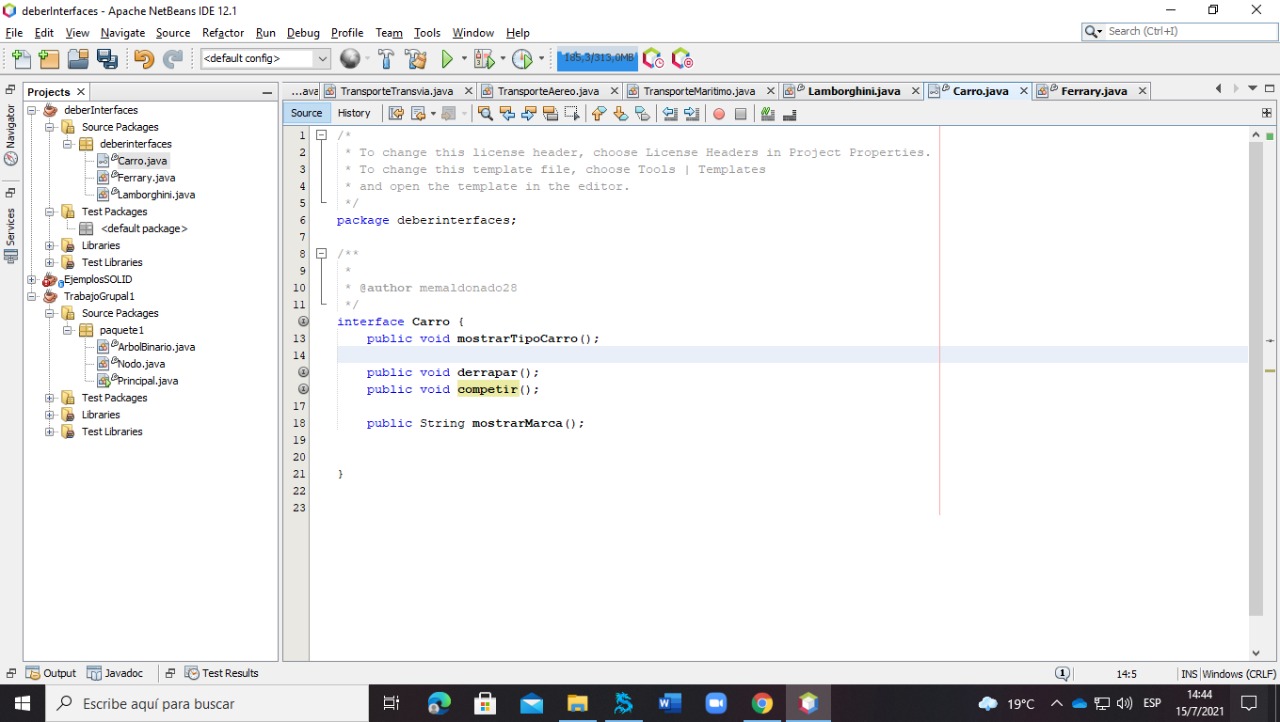 deberInterfaces - Apache NetBeans IDE 12.1
File Edit View Navigate Source Refactor Run Debug Profile Team Tools Window Help
Search (Ctrl+I)
<default config>
185,3/313,0MB
Projects
...ava TransporteTransvia.java TransporteAereo.java TransporteMaritimo.java Lamborghini.java Carro.java Ferrary.java
Source History
Navigator
Services
deberInterfaces
Source Packages
deberinterfaces
Carro.java
Ferrary.java
Lamborghini.java
Test Packages
<default package>
Libraries
Test Libraries
EjemplosSOLID
TrabajoGrupal1
Source Packages
paquete1
ArbolBinario.java
Nodo.java
Principal.java
Test Packages
Libraries
Test Libraries
1 /*
2 * To change this license header, choose License Headers in Project Properties.
3 * To change this template file, choose Tools | Templates
4 * and open the template in the editor.
5 */
6 package deberinterfaces;
7
8 /**
9 *
10 * @author memaldonado28
11 */
interface Carro {
13 public void mostrarTipoCarro();
14
public void derrapar();
public void competir();
17
18 public String mostrarMarca();
19
20
21 }
22
23
Output Javadoc Test Results
1 14:5 INS Windows (CRLF)
Escribe aquí para buscar
19°C ESP 14:44
15/7/2021